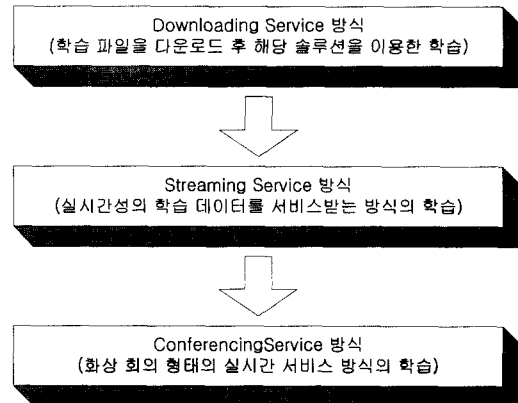 Downloading Service 방식
(학습 파일을 다운로드 후 해당 솔루션을 이용한 학습)
Streaming Service 방식
(실시간성의 학습 데이터를 서비스받는 방식의 학습)
ConferencingService 방식
(화상 회의 형태의 실시간 서비스 방식의 학습)